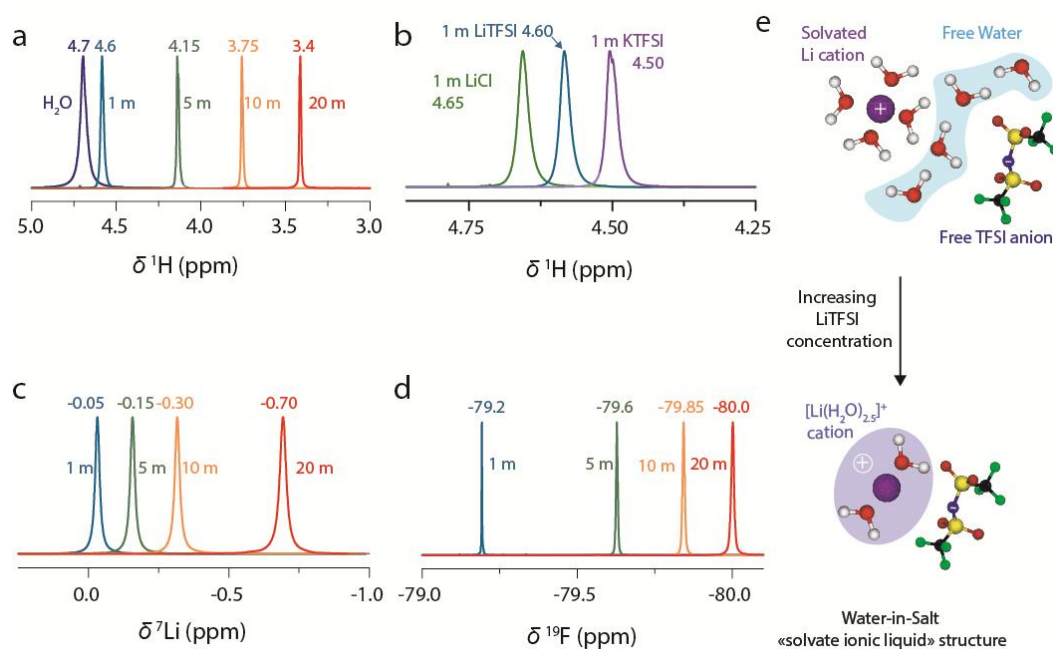 a
4.7 4.6 4.15 3.75 3.4
H₂O 1 m 5 m 10 m 20 m
5.0 4.5 4.0 3.5 3.0
δ ¹H (ppm)
b
1 m LiTFSI 4.60
1 m KTFSI
4.50
1 m LiCl
4.65
4.75 4.50 4.25
δ ¹H (ppm)
c
-0.05 -0.15 -0.30 -0.70
1 m 5 m 10 m 20 m
0.0 -0.5 -1.0
δ ⁷Li (ppm)
d
-79.2 -79.6 -79.85 -80.0
1 m 5 m 10 m 20 m
-79.0 -79.5 -80.0
δ ¹⁹F (ppm)
e
Solvated
Li cation
Free Water
+
Free TFSI anion
Increasing
LiTFSI
concentration
[Li(H₂O)₂.₅]⁺
cation
+
Water-in-Salt
«solvate ionic liquid» structure